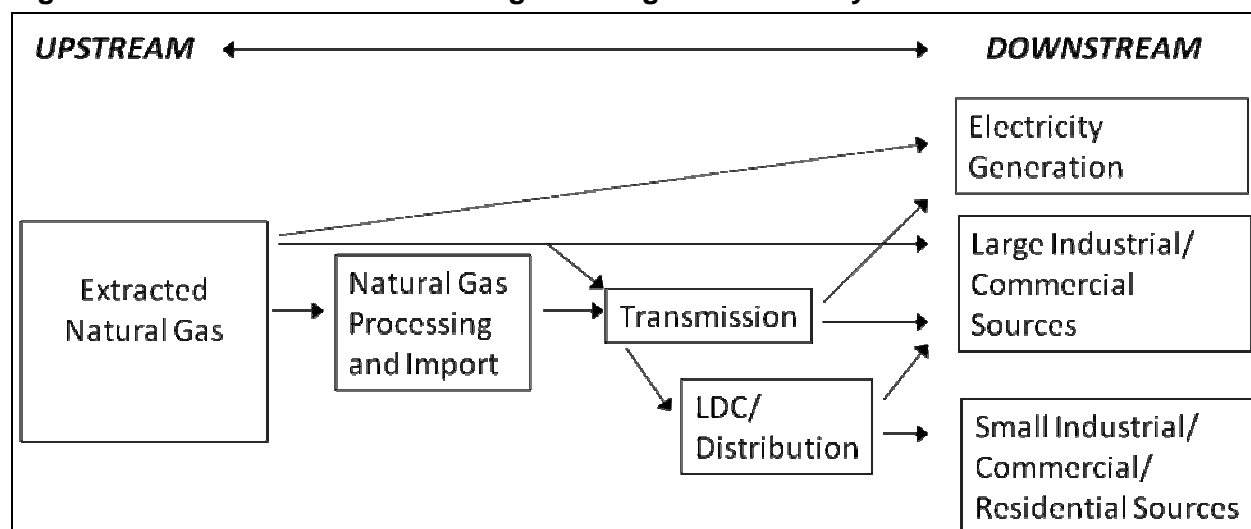 UPSTREAM
DOWNSTREAM
Electricity
Generation
Extracted
Natural Gas
Natural Gas
Processing
and Import
Transmission
LDC/
Distribution
Large Industrial/
Commercial
Sources
Small Industrial/
Commercial/
Residential Sources